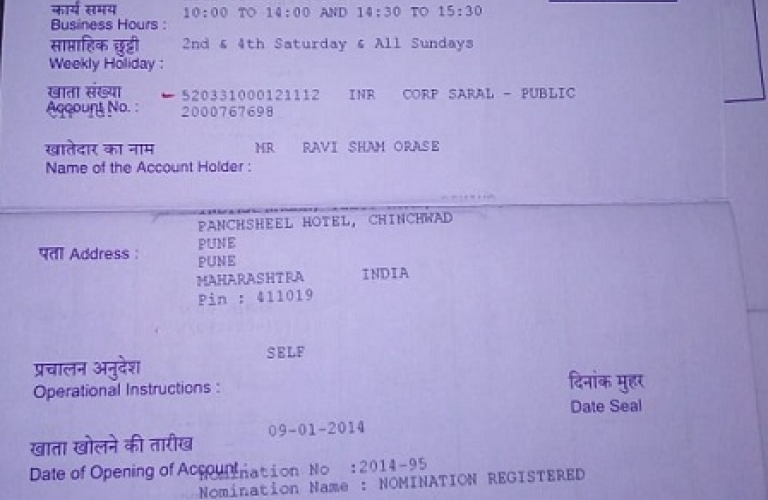 कार्य समय 10:00 TO 14:00 AND 14:30 TO 15:30
Business Hours :
साप्ताहिक छुट्टी 2nd & 4th Saturday & All Sundays
Weekly Holiday :
खाता संख्या 520331000121112 INR CORP SARAL - PUBLIC
Account No. : 2000767698
खातेदार का नाम MR RAVI SHAM ORASE
Name of the Account Holder :
PANCHSHEEL HOTEL, CHINCHWAD
पता Address : PUNE
PUNE
MAHARASHTRA INDIA
Pin : 411019
SELF
प्रचालन अनुदेश
Operational Instructions :
दिनांक मुहर
Date Seal
09-01-2014
खाता खोलने की तारीख
Date of Opening of Account Nomination No :2014-95
Nomination Name : NOMINATION REGISTERED